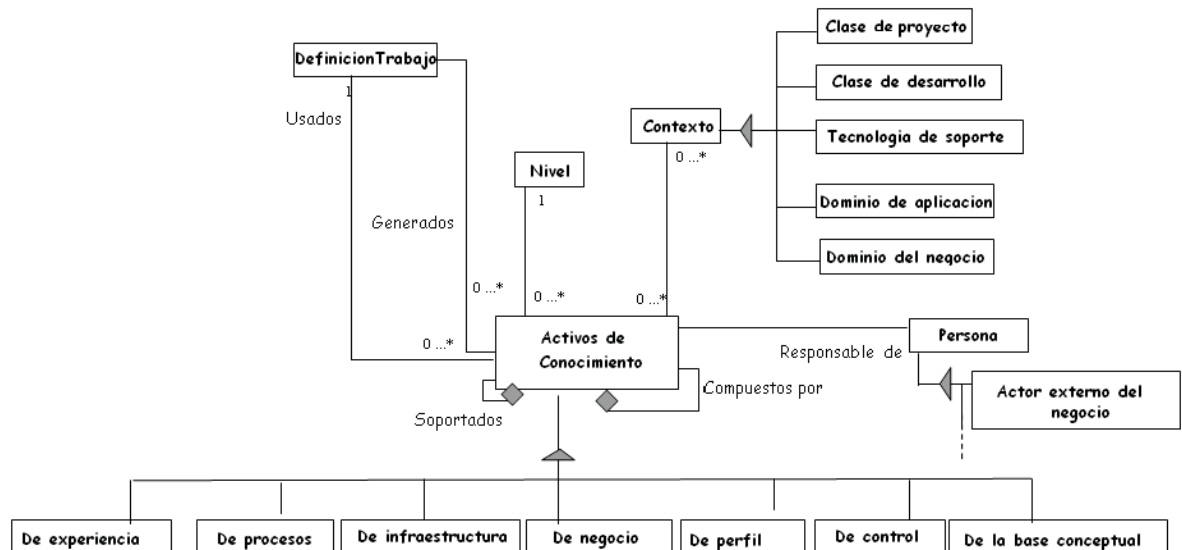 Clase de proyecto
DefinicionTrabajo
Clase de desarrollo
1
Usados
Contexto
Tecnologia de soporte
0 ...*
Nivel
1
Dominio de aplicacion
Generados
Dominio del negocio
0 ...*
0 ...*
0 ...*
Activos de
Conocimiento
0 ...*
Persona
Responsable de
Compuestos por
Actor externo del
negocio
Soportados
De experiencia
De procesos
De infraestructura
De negocio
De perfil
De control
De la base conceptual